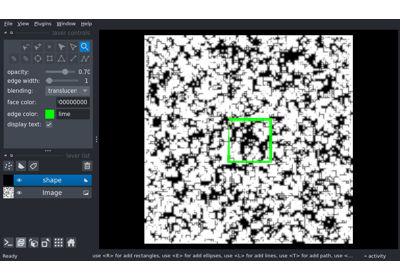 File View Plugins Window Help
layer controls
opacity: 0.70
edge width: 1
blending: translucen
face color: 00000000
edge color: lime
display text:
layer list
shape
Image
Ready use <R> for add rectangles, use <E> for add ellipses, use <L> for add lines, use <T> for add path, use <... activity